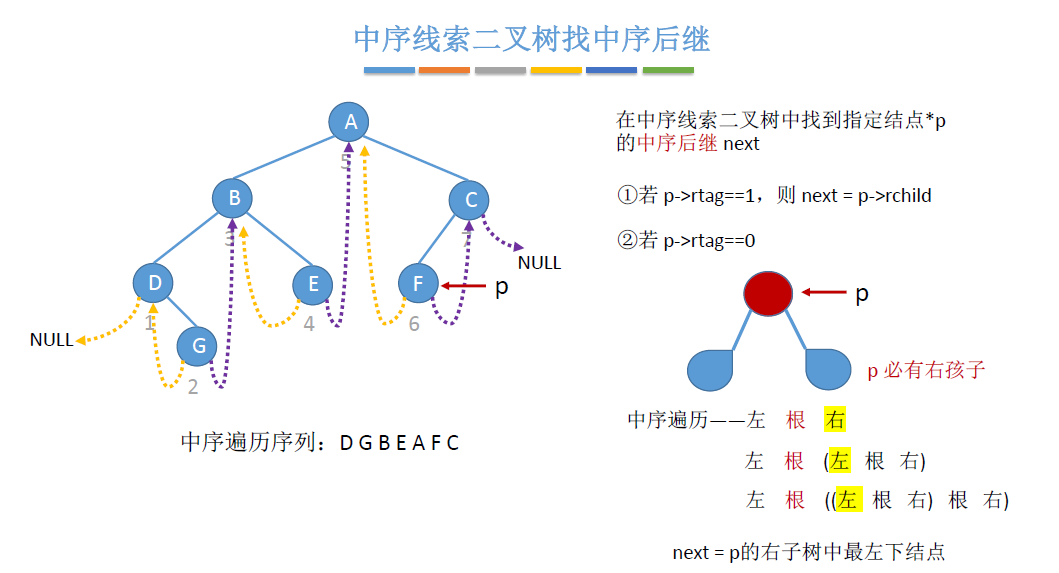 中序线索二叉树找中序后继
A
5
B
3
C
7
D
1
E
4
F
6
p
G
2
NULL
NULL
中序遍历序列：D G B E A F C
在中序线索二叉树中找到指定结点*p
的中序后继 next
①若 p->rtag==1，则 next = p->rchild
②若 p->rtag==0
p
p 必有右孩子
中序遍历——左 根 右
左 根 (左 根 右)
左 根 ((左 根 右) 根 右)
next = p的右子树中最左下结点